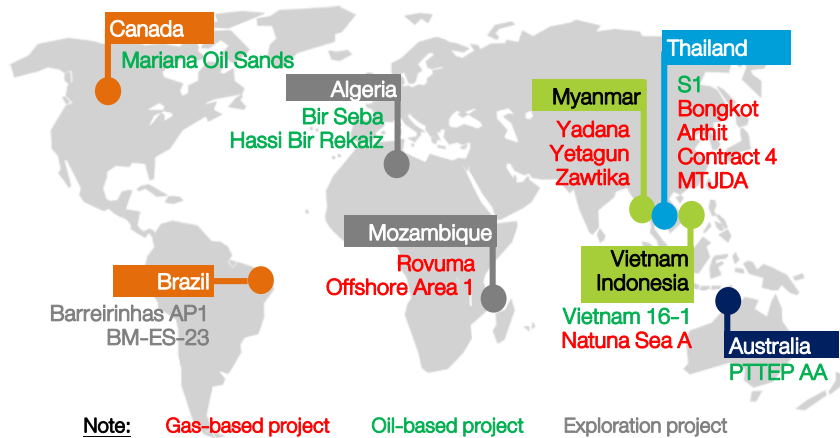 Canada
Mariana Oil Sands
Algeria
Bir Seba
Hassi Bir Rekaiz
Myanmar
Yadana
Yetagun
Zawtika
Thailand
S1
Bongkot
Arthit
Contract 4
MTJDA
Mozambique
Rovuma
Offshore Area 1
Brazil
Barreirinhas AP1
BM-ES-23
Vietnam
Indonesia
Vietnam 16-1
Natuna Sea A
Australia
PTTEP AA
Note: Gas-based project Oil-based project Exploration project